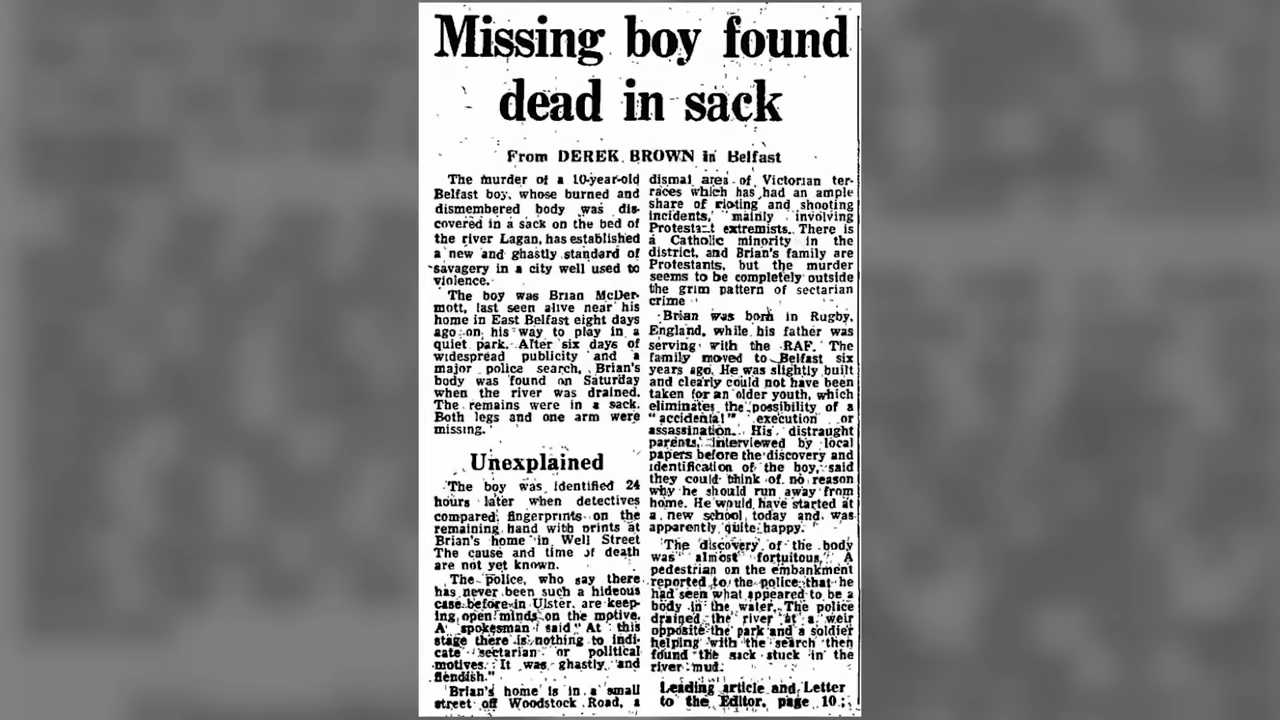 Missing boy found
dead in sack
From DEREK BROWN in Belfast
The murder of a 10-year-old
Belfast boy, whose burned and
dismembered body was dis-
covered in a sack on the bed of
the river Lagan, has established
a new and ghastly standard of
savagery in a city well used to
violence.
The boy was Brian McDer-
mott, last seen alive near his
home in East Belfast eight days
ago on his way to play in a
quiet park. After six days of
widespread publicity and a
major police search, Brian's
body was found on Saturday
when the river was drained.
The remains were in a sack.
Both legs and one arm were
missing.
Unexplained
The boy was identified 24
hours later when detectives
compared fingerprints on the
remaining hand with prints at
Brian's home in Well Street
The cause and time of death
are not yet known.
The police, who say there
has never been such a hideous
case before in Ulster, are keep-
ing open minds on the motive.
A spokesman said "At this
stage there is nothing to indi-
cate sectarian or political
motives. It was ghastly and
fiendish."
Brian's home is in a small
street off Woodstock Road, a
dismal area of Victorian ter-
races which has had an ample
share of rioting and shooting
incidents, mainly involving
Protestant extremists. There is
a Catholic minority in the
district, and Brian's family are
Protestants, but the murder
seems to be completely outside
the grim pattern of sectarian
crime
Brian was born in Rugby,
England, while his father was
serving with the RAF. The
family moved to Belfast six
years ago. He was slightly built
and clearly could not have been
taken for an older youth, which
eliminates the possibility of a
"accidental" execution or
assassination. His distraught
parents, interviewed by local
papers before the discovery and
identification of the boy, said
they could think of no reason
why he should run away from
home. He would have started at
a new school today and was
apparently quite happy.
The discovery of the body
was almost fortuitous. A
pedestrian on the embankment
reported to the police that he
had seen what appeared to be a
body in the water. The police
drained the river at a weir
opposite the park and a soldier
helping with the search then
found the sack stuck in the
river mud.
Leading article and Letter
to the Editor, page 10